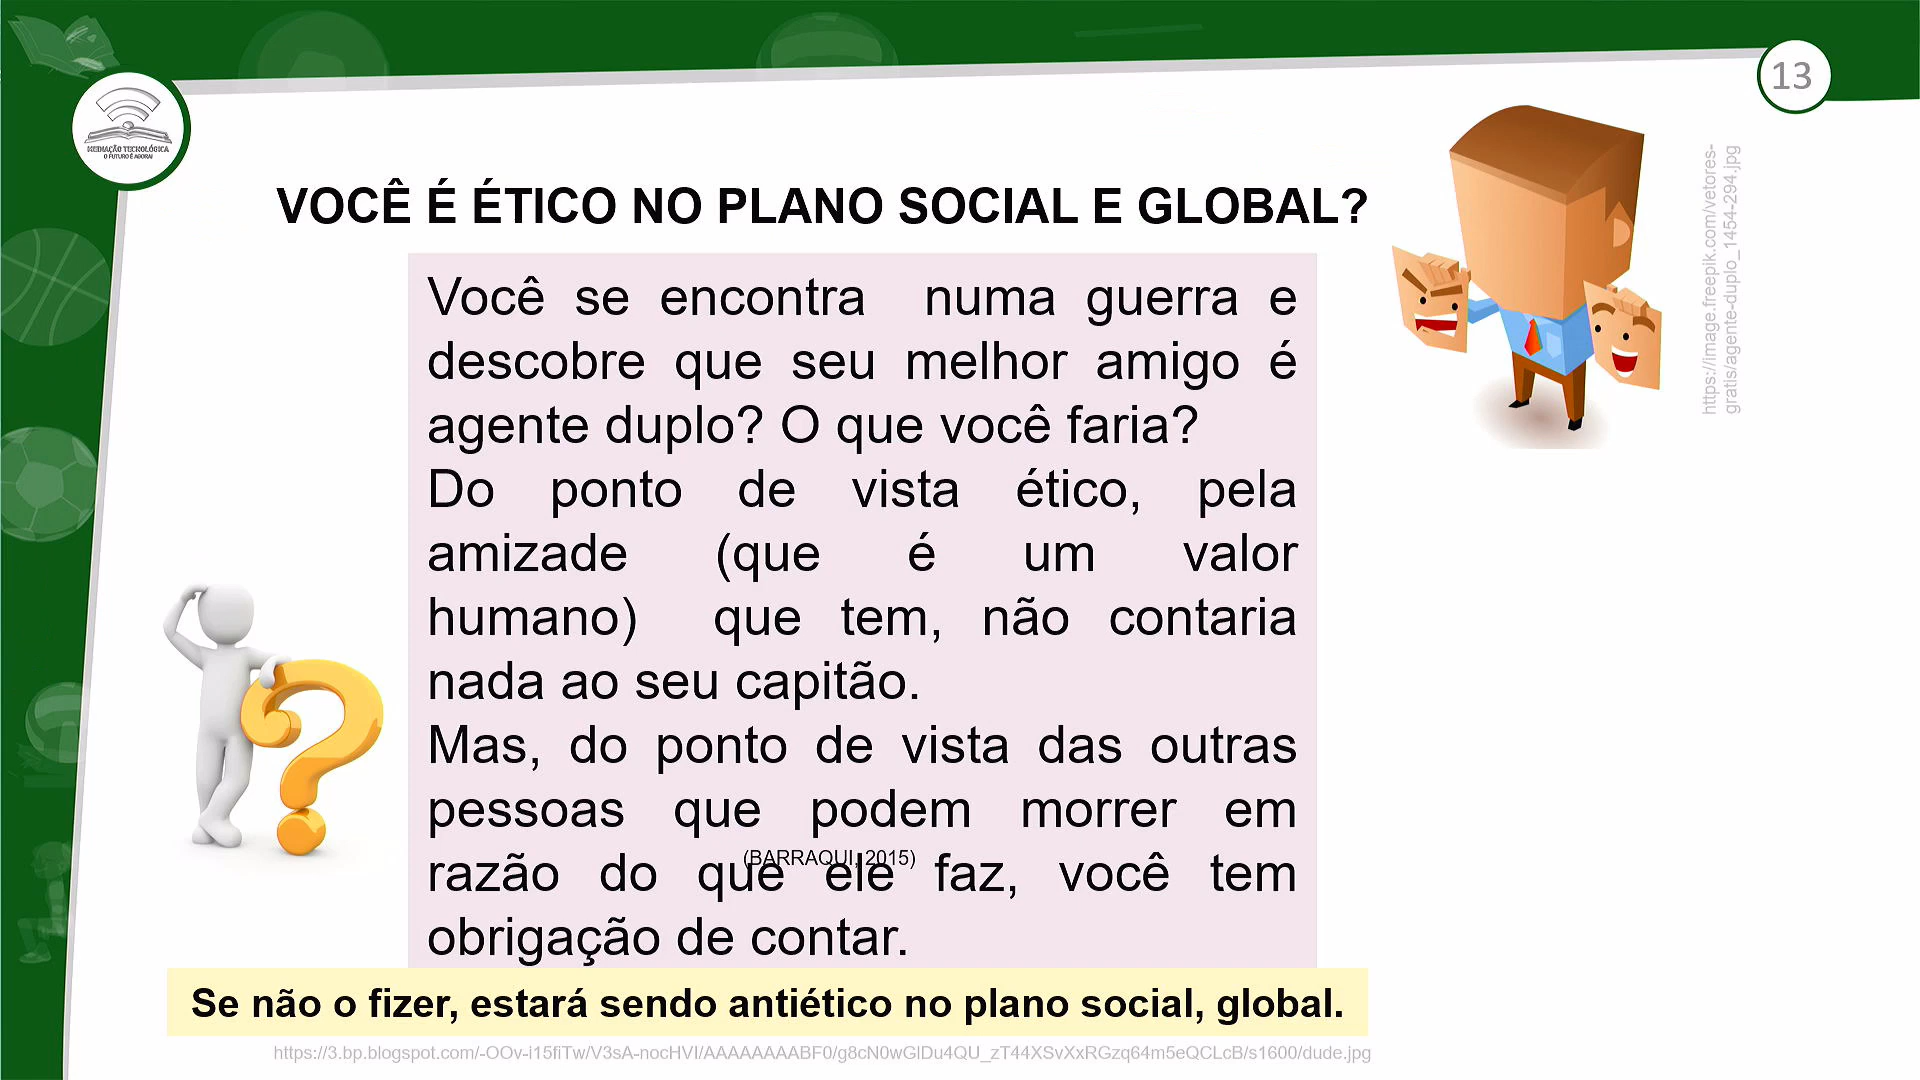 13
MEDIAÇÃO TECNOLÓGICA
O FUTURO É AGORA!
https://image.freepik.com/vetores-
gratis/agente-duplo_1454-294.jpg
VOCÊ É ÉTICO NO PLANO SOCIAL E GLOBAL?
Você se encontra numa guerra e
descobre que seu melhor amigo é
agente duplo? O que você faria?
Do ponto de vista ético, pela
amizade (que é um valor
humano) que tem, não contaria
nada ao seu capitão.
Mas, do ponto de vista das outras
pessoas que podem morrer em
(BARRAQUI, 2015)
razão do que ele faz, você tem
obrigação de contar.
Se não o fizer, estará sendo antiético no plano social, global.
https://3.bp.blogspot.com/-OOv-i15fiTw/V3sA-nocHVI/AAAAAAAABF0/g8cN0wGlDu4QU_zT44XSvXxRGzq64m5eQCLcB/s1600/dude.jpg